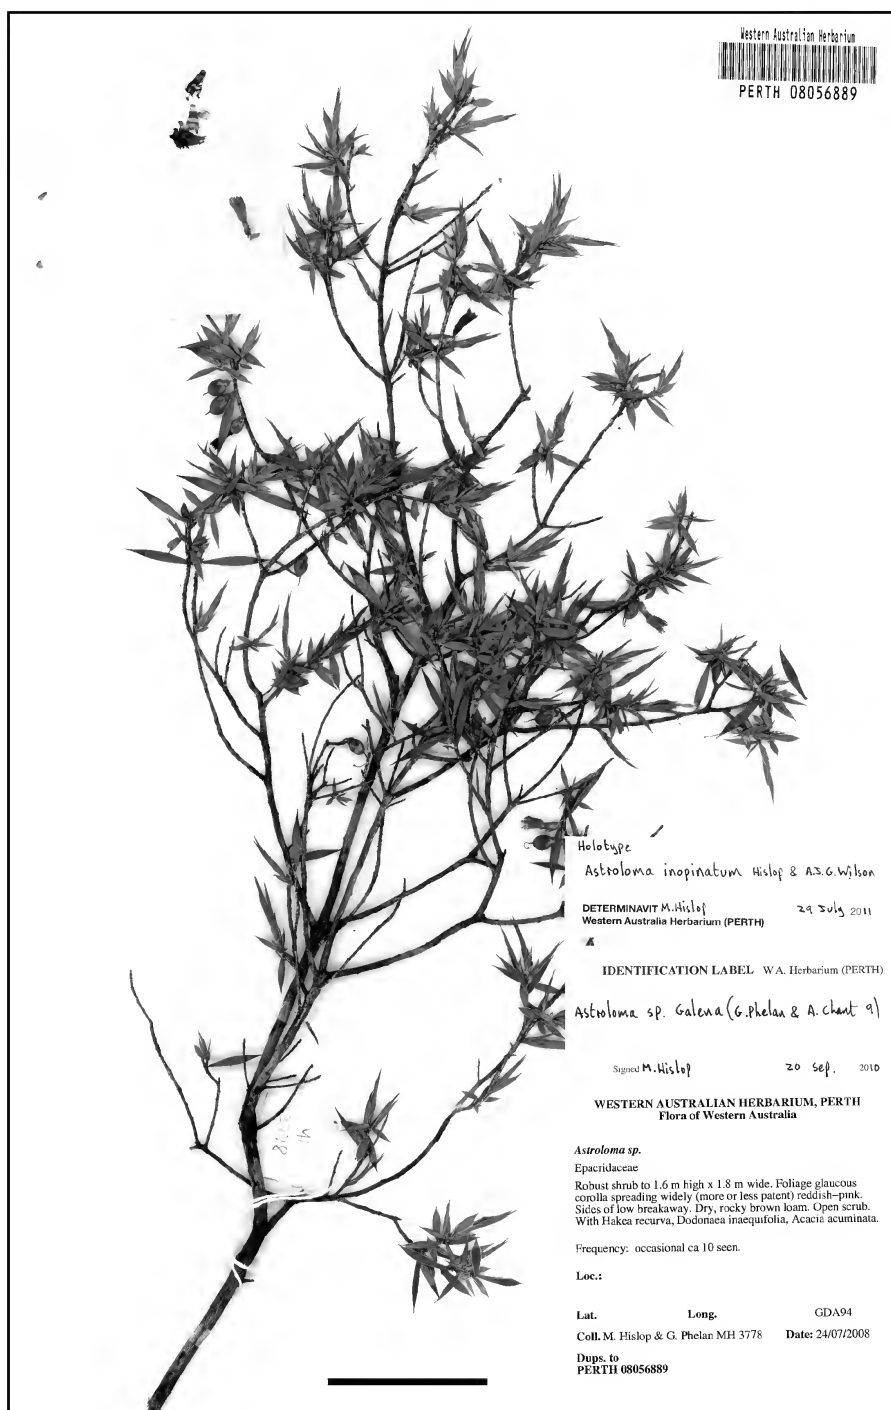 Western Australian Herbarium
PERTH 08056889
Holotype
Astroloma inopinatum Hislop & A.J.G. Wilson
DETERMINAVIT M. Hislop 29 July 2011
Western Australia Herbarium (PERTH)
IDENTIFICATION LABEL W A. Herbarium (PERTH)
Astroloma sp. Galena (G. Phelan & A. Chant 9)
Signed M. Hislop 20 Sep. 2010
WESTERN AUSTRALIAN HERBARIUM, PERTH
Flora of Western Australia
Astroloma sp.
Epacridaceae
Robust shrub to 1.6 m high x 1.8 m wide. Foliage glaucous
corolla spreading widely (more or less patent) reddish-pink.
Sides of low breakaway. Dry, rocky brown loam. Open scrub.
With Hakea recurva, Dodonaea inaequifolia, Acacia acuminata.
Frequency: occasional ca 10 seen.
Loc.:
Lat. Long. GDA94
Coll. M. Hislop & G. Phelan MH 3778 Date: 24/07/2008
Dups. to
PERTH 08056889